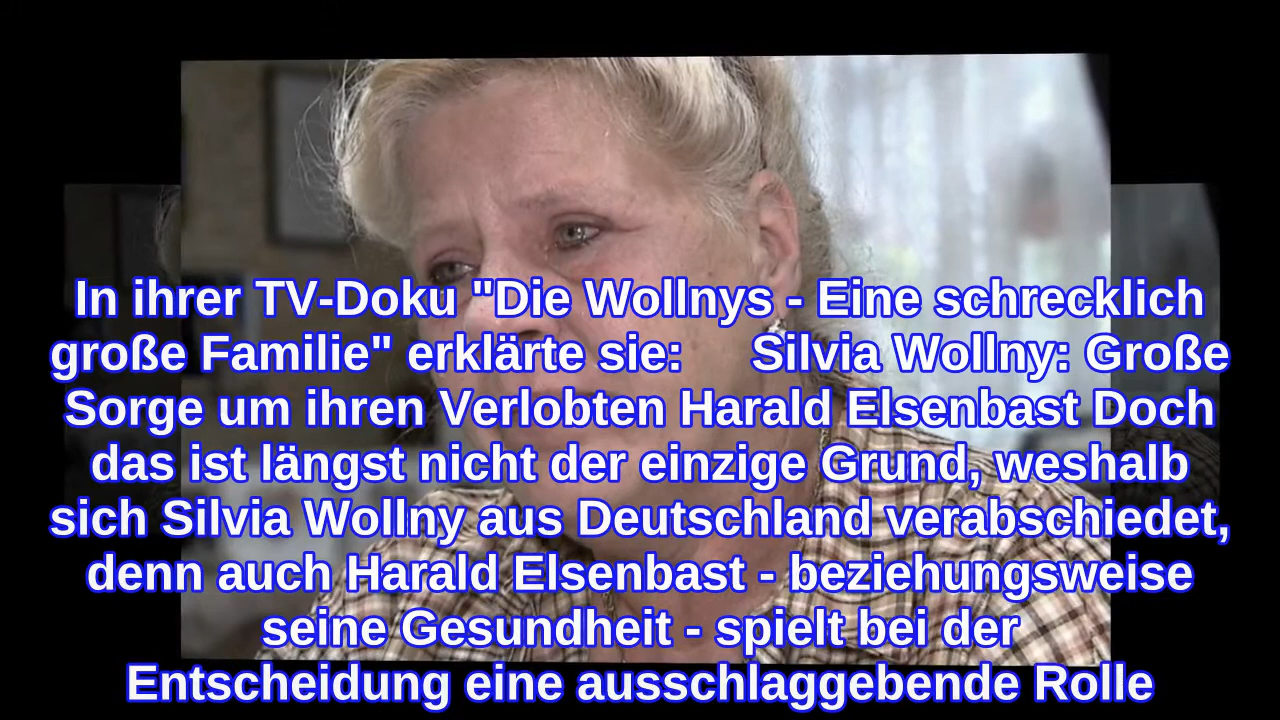 In ihrer TV-Doku "Die Wollnys - Eine schrecklich
große Familie" erklärte sie: Silvia Wollny: Große
Sorge um ihren Verlobten Harald Elsenbast Doch
das ist längst nicht der einzige Grund, weshalb
sich Silvia Wollny aus Deutschland verabschiedet,
denn auch Harald Elsenbast - beziehungsweise
seine Gesundheit - spielt bei der
Entscheidung eine ausschlaggebende Rolle